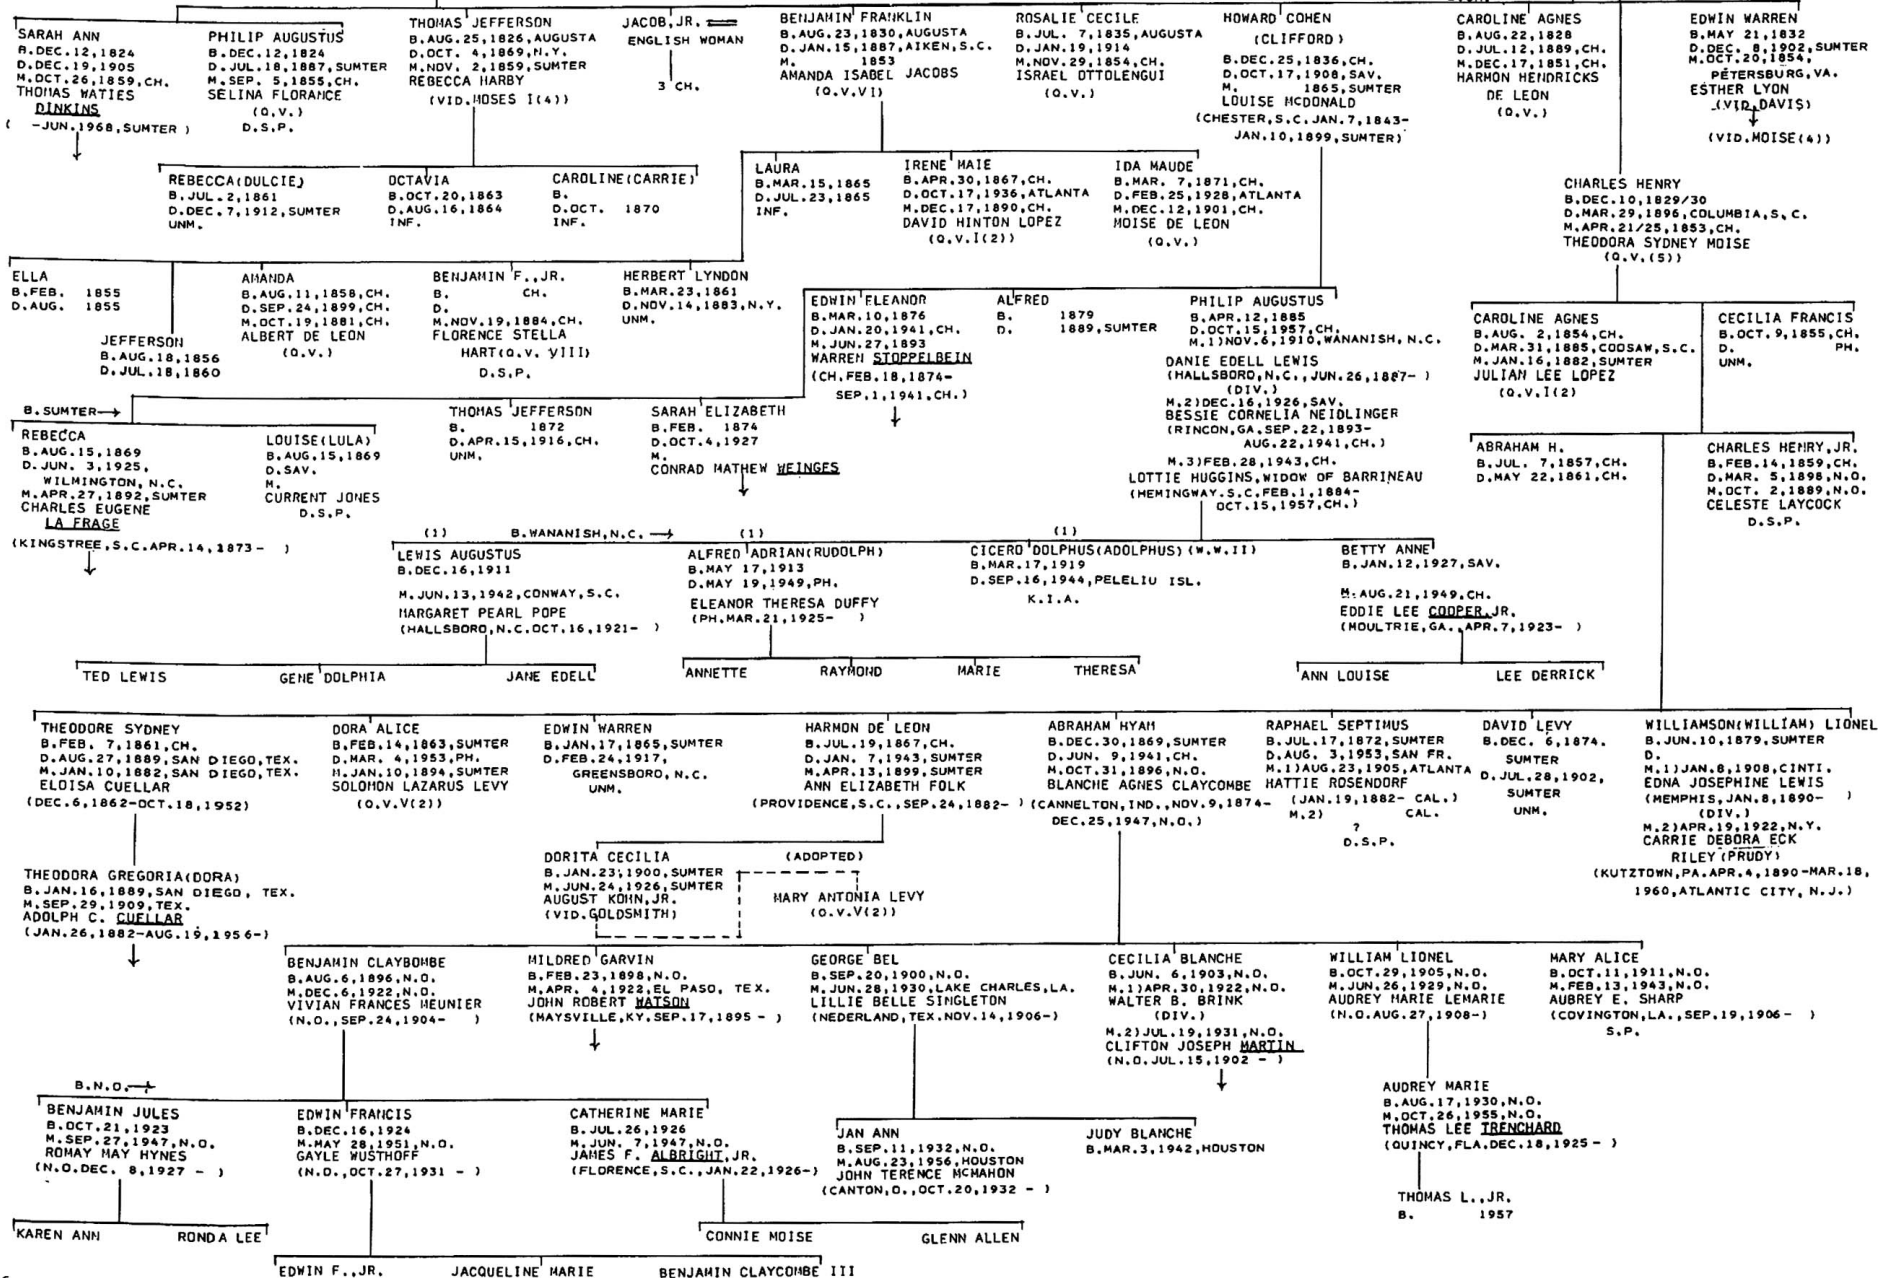 SARAH ANN
B.DEC.12,1824
D.DEC.19,1905
M.OCT.26,1859,CH.
THOMAS WATIES
DINKINS
( -JUN.1968,SUMTER )
PHILIP AUGUSTUS
B.DEC.12,1824
D.JUL.18,1887,SUMTER
M.SEP. 5,1855,CH.
SELINA FLORANCE
(Q.V.)
D.S.P.
THOMAS JEFFERSON
B.AUG.25,1826,AUGUSTA
D.OCT. 4,1869,N.Y.
M.NOV. 2,1859,SUMTER
REBECCA HARBY
(VID.MOSES I(4))
JACOB,JR. ==
ENGLISH WOMAN
3 CH.
BENJAMIN FRANKLIN
B.AUG.23,1830,AUGUSTA
D.JAN.15,1887,AIKEN,S.C.
M. 1853
AMANDA ISABEL JACOBS
(Q.V.VI)
ROSALIE CECILE
B.JUL. 7,1835,AUGUSTA
D.JAN.19,1914
M.NOV.29,1854,CH.
ISRAEL OTTOLENGUI
(Q.V.)
HOWARD COHEN
(CLIFFORD)
B.DEC.25,1836,CH.
D.OCT.17,1908,SAV.
M. 1865,SUMTER
LOUISE MCDONALD
(CHESTER,S.C.JAN.7,1843-
JAN.10,1899,SUMTER)
CAROLINE AGNES
B.AUG.22,1828
D.JUL.12,1889,CH.
M.DEC.17,1851,CH.
HARMON HENDRICKS
DE LEON
(Q.V.)
EDWIN WARREN
B.MAY 21,1832
D.DEC. 8,1902,SUMTER
M.OCT.20,1854,
PETERSBURG,VA.
ESTHER LYON
(VID.DAVIS)
(VID.MOISE(4))
REBECCA(DULCIE)
B.JUL.2,1861
D.DEC.7,1912,SUMTER
UNM.
OCTAVIA
B.OCT.20,1863
D.AUG.16,1864
INF.
CAROLINE(CARRIE)
B.
D.OCT. 1870
INF.
LAURA
B.MAR.15,1865
D.JUL.23,1865
INF.
IRENE MAIE
B.APR.30,1867,CH.
D.OCT.17,1936,ATLANTA
M.DEC.17,1890,CH.
DAVID HINTON LOPEZ
(Q.V.I(2))
IDA MAUDE
B.MAR. 7,1871,CH.
D.FEB.25,1928,ATLANTA
M.DEC.12,1901,CH.
MOISE DE LEON
(Q.V.)
CHARLES HENRY
B.DEC.10,1829/30
D.MAR.29,1896,COLUMBIA,S.C.
M.APR.21/25,1853,CH.
THEODORA SYDNEY MOISE
(Q.V.(5))
ELLA
B.FEB. 1855
D.AUG. 1855
JEFFERSON
B.AUG.18,1856
D.JUL.18,1860
AMANDA
B.AUG.11,1858,CH.
D.SEP.24,1899,CH.
M.OCT.19,1881,CH.
ALBERT DE LEON
(Q.V.)
BENJAMIN F.,JR.
B. CH.
D.
M.NOV.19,1884,CH.
FLORENCE STELLA
HART(Q.V. VIII)
D.S.P.
HERBERT LYNDON
B.MAR.23,1861
D.NOV.14,1883,N.Y.
UNM.
EDWIN ELEANOR
B.MAR.10,1876
D.JAN.20,1941,CH.
M.JUN.27,1893
WARREN STOPPELBEIN
(CH.FEB.18,1874-
SEP.1,1941,CH.)
ALFRED
B. 1879
D. 1889,SUMTER
PHILIP AUGUSTUS
B.APR.12,1885
D.OCT.15,1957,CH.
M.1)NOV.6,1910,WANANISH,N.C.
DANIE EDELL LEWIS
(HALLSBORO,N.C.,JUN.26,1887- )
(DIV.)
M.2)DEC.16,1926,SAV.
BESSIE CORNELIA NEIDLINGER
(RINCON,GA.SEP.22,1893-
AUG.22,1941,CH.)
M.3)FEB.28,1943,CH.
LOTTIE HUGGINS,WIDOW OF BARRINEAU
(HEMINGWAY.S.C.FEB.1,1884-
OCT.15,1957,CH.)
CAROLINE AGNES
B.AUG. 2,1854,CH.
D.MAR.31,1885,COOSAW,S.C.
M.JAN.16,1882,SUMTER
JULIAN LEE LOPEZ
(Q.V.I(2)
CECILIA FRANCIS
B.OCT.9,1855,CH.
D. PH.
UNM.
B.SUMTER→
REBECCA
B.AUG.15,1869
D.JUN. 3,1925,
WILMINGTON,N.C.
M.APR.27,1892,SUMTER
CHARLES EUGENE
LA FRAGE
(KINGSTREE,S.C.APR.14,1873- )
LOUISE(LULA)
B.AUG.15,1869
D.SAV.
M.
CURRENT JONES
D.S.P.
THOMAS JEFFERSON
B. 1872
D.APR.15,1916,CH.
UNM.
SARAH ELIZABETH
B.FEB. 1874
D.OCT.4,1927
M.
CONRAD MATHEW WEINGES
ABRAHAM H.
B.JUL. 7,1857,CH.
D.MAY 22,1861,CH.
CHARLES HENRY,JR.
B.FEB.14,1859,CH.
D.MAR. 5,1898,N.O.
M.OCT. 2,1889,N.O.
CELESTE LAYCOCK
D.S.P.
(1) B.WANANISH,N.C. → (1) (1)
LEWIS AUGUSTUS
B.DEC.16,1911
M.JUN.13,1942,CONWAY,S.C.
MARGARET PEARL POPE
(HALLSBORO,N.C.OCT.16,1921- )
ALFRED ADRIAN(RUDOLPH)
B.MAY 17,1913
D.MAY 19,1949,PH.
ELEANOR THERESA DUFFY
(PH.MAR.21,1925- )
CICERO DOLPHUS(ADOLPHUS)(W.W.II)
B.MAR.17,1919
D.SEP.16,1944,PELELIU ISL.
K.I.A.
BETTY ANNE
B.JAN.12,1927,SAV.
M.AUG.21,1949,CH.
EDDIE LEE COOPER,JR.
(MOULTRIE,GA.,APR.7,1923- )
TED LEWIS GENE DOLPHIA JANE EDELL
ANNETTE RAYMOND MARIE THERESA
ANN LOUISE LEE DERRICK
THEODORE SYDNEY
B.FEB. 7,1861,CH.
D.AUG.27,1889,SAN DIEGO,TEX.
M.JAN.10,1882,SAN DIEGO,TEX.
ELOISA CUELLAR
(DEC.6,1862-OCT.18,1952)
DORA ALICE
B.FEB.14,1863,SUMTER
D.MAR. 4,1953,PH.
M.JAN.10,1894,SUMTER
SOLOMON LAZARUS LEVY
(Q.V.V(2))
EDWIN WARREN
B.JAN.17,1865,SUMTER
D.FEB.24,1917,
GREENSBORO, N.C.
UNM.
HARMON DE LEON
B.JUL.19,1867,CH.
D.JAN. 7,1943,SUMTER
M.APR.13,1899,SUMTER
ANN ELIZABETH FOLK
(PROVIDENCE,S.C.,SEP.24,1882- )
ABRAHAM HYAM
B.DEC.30,1869,SUMTER
D.JUN. 9,1941,CH.
M.OCT.31,1896,N.O.
BLANCHE AGNES CLAYCOMBE
(CANNELTON,IND.,NOV.9,1874-
DEC.25,1947,N.O.)
RAPHAEL SEPTIMUS
B.JUL.17,1872,SUMTER
D.AUG. 3,1953,SAN FR.
M.1)AUG.23,1905,ATLANTA
HATTIE ROSENDORF
(JAN.19,1882- CAL.)
M.2) CAL.
?
D.S.P.
DAVID LEVY
B.DEC. 6,1874.
SUMTER
D.JUL.28,1902,
SUMTER
UNM.
WILLIAMSON(WILLIAM) LIONEL
B.JUN.10,1879,SUMTER
D.
M.1)JAN.8,1908,CINTI.
EDNA JOSEPHINE LEWIS
(MEMPHIS,JAN.8,1890- )
(DIV.)
M.2)APR.19,1922,N.Y.
CARRIE DEBORA ECK
RILEY(PRUDY)
(KUTZTOWN,PA.APR.4,1890-MAR.18,
1960,ATLANTIC CITY,N.J.)
THEODORA GREGORIA(DORA)
B.JAN.16,1889,SAN DIEGO, TEX.
M.SEP.29,1909,TEX.
ADOLPH C. CUELLAR
(JAN.26,1882-AUG.19,1956-)
DORITA CECILIA
B.JAN.23,1900,SUMTER
M.JUN.24,1926,SUMTER
AUGUST KOHN,JR.
(VID.GOLDSMITH)
(ADOPTED)
MARY ANTONIA LEVY
(Q.V.V(2))
BENJAMIN CLAYBOMBE
B.AUG.6,1896,N.O.
M.DEC.6,1922,N.O.
VIVIAN FRANCES MEUNIER
(N.O.,SEP.24,1904- )
MILDRED GARVIN
B.FEB.23,1898,N.O.
M.APR. 4,1922,EL PASO, TEX.
JOHN ROBERT WATSON
(MAYSVILLE,KY.SEP.17,1895 - )
GEORGE BEL
B.SEP.20,1900,N.O.
M.JUN.28,1930,LAKE CHARLES,LA.
LILLIE BELLE SINGLETON
(NEDERLAND,TEX.NOV.14,1906-)
CECILIA BLANCHE
B.JUN. 6,1903,N.O.
M.1)APR.30,1922,N.O.
WALTER B. BRINK
(DIV.)
M.2)JUL.19,1931,N.O.
CLIFTON JOSEPH MARTIN
(N.O.JUL.15,1902 - )
WILLIAM LIONEL
B.OCT.29,1905,N.O.
M.JUN.26,1929,N.O.
AUDREY MARIE LEMARIE
(N.O.AUG.27,1908-)
MARY ALICE
B.OCT.11,1911,N.O.
M.FEB.13,1943,N.O.
AUBREY E. SHARP
(COVINGTON,LA.,SEP.19,1906- )
S.P.
B.N.O.→
BENJAMIN JULES
B.OCT.21,1923
M.SEP.27,1947,N.O.
ROMAY MAY HYNES
(N.O.DEC. 8,1927 - )
EDWIN FRANCIS
B.DEC.16,1924
M.MAY 28,1951,N.O.
GAYLE WUSTHOFF
(N.O.,OCT.27,1931 - )
CATHERINE MARIE
B.JUL.26,1926
M.JUN. 7,1947,N.O.
JAMES F. ALBRIGHT,JR.
(FLORENCE,S.C.,JAN.22,1926-)
JAN ANN
B.SEP.11,1932,N.O.
M.AUG.23,1956,HOUSTON
JOHN TERENCE MCMAHON
(CANTON,O.,OCT.20,1932 - )
JUDY BLANCHE
B.MAR.3,1942,HOUSTON
AUDREY MARIE
B.AUG.17,1930,N.O.
M.OCT.26,1955,N.O.
THOMAS LEE TRENCHARD
(QUINCY,FLA.DEC.18,1925 - )
THOMAS L.,JR.
B. 1957
KAREN ANN RONDA LEE
CONNIE MOISE GLENN ALLEN
EDWIN F.,JR. JACQUELINE MARIE BENJAMIN CLAYCOMBE III